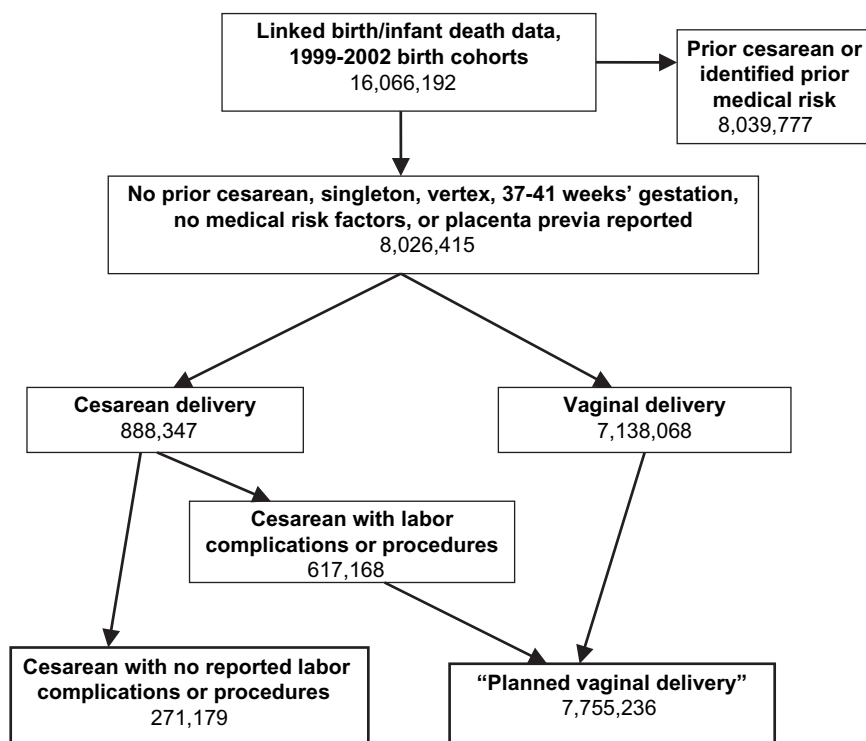 Linked birth/infant death data,
1999-2002 birth cohorts
16,066,192
Prior cesarean or
identified prior
medical risk
8,039,777
No prior cesarean, singleton, vertex, 37-41 weeks' gestation,
no medical risk factors, or placenta previa reported
8,026,415
Cesarean delivery
888,347
Vaginal delivery
7,138,068
Cesarean with labor
complications or procedures
617,168
Cesarean with no reported labor
complications or procedures
271,179
“Planned vaginal delivery”
7,755,236